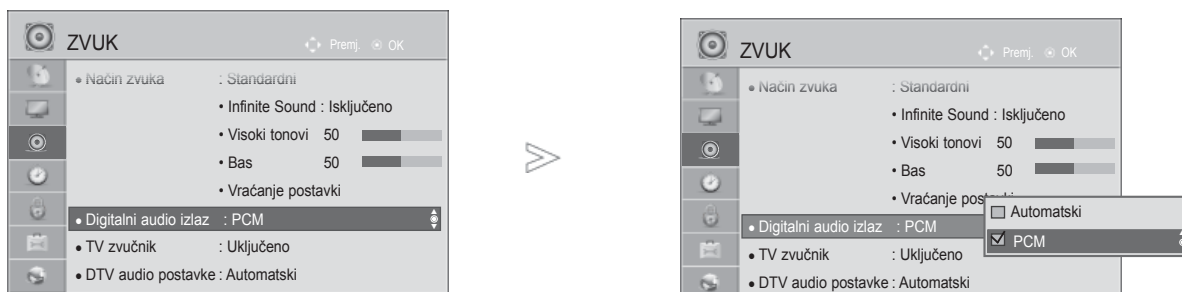 ZVUK
Premj. OK
• Način zvuka : Standardni
• Infinite Sound : Isključeno
• Visoki tonovi 50
• Bas 50
• Vraćanje postavki
• Digitalni audio izlaz : PCM
• TV zvučnik : Uključeno
• DTV audio postavke : Automatski
ZVUK
Premj. OK
• Način zvuka : Standardni
• Infinite Sound : Isključeno
• Visoki tonovi 50
• Bas 50
• Vraćanje
• Digitalni audio izlaz : PCM
• TV zvučnik : Uključeno
• DTV audio postavke : Automatski
Automatski
PCM